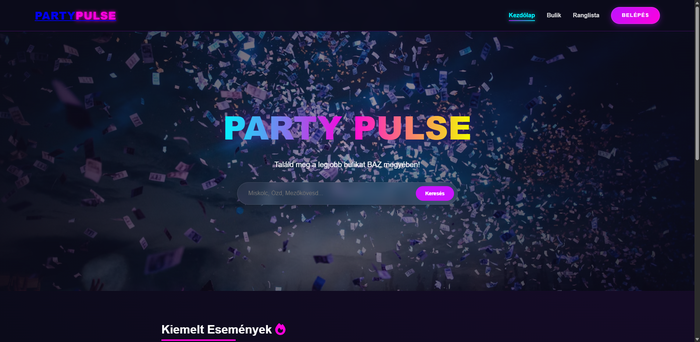 PARTYPULSE
Kezdőlap Bulik Ranglista BELÉPÉS
PARTY PULSE
Találd meg a legjobb bulikat BAZ megyében!
Miskolc, Ózd, Mezőkövesd
Keresés
Kiemelt Események